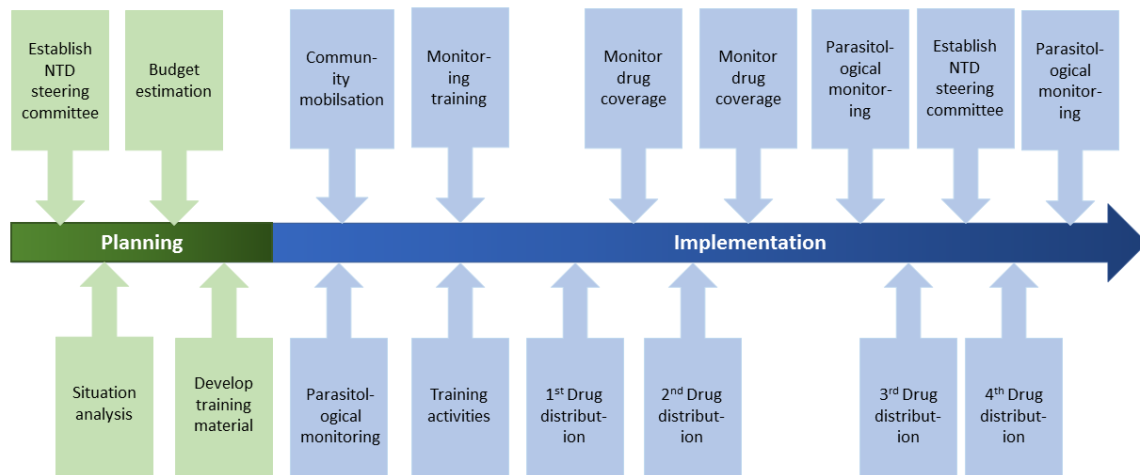 Establish
NTD
steering
committee
Budget
estimation
Commun-
ity
mobilsation
Monitor-
ing
training
Monitor
drug
coverage
Monitor
drug
coverage
Parasitol-
ogical
monitor-
ing
Establish
NTD
steering
committee
Parasitol-
ogical
monitor-
ing
Planning
Implementation
Situation
analysis
Develop
training
material
Parasitol-
ogical
monitoring
Training
activities
1st Drug
distribut-
ion
2nd Drug
distribut-
ion
3rd Drug
distribut-
ion
4th Drug
distribut-
ion